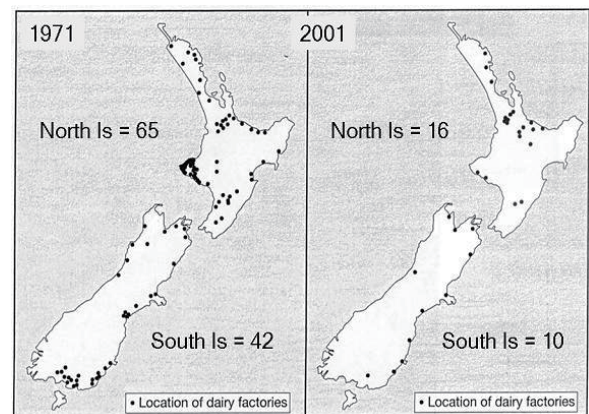 1971
North Is = 65
South Is = 42
• Location of dairy factories
2001
North Is = 16
South Is = 10
• Location of dairy factories